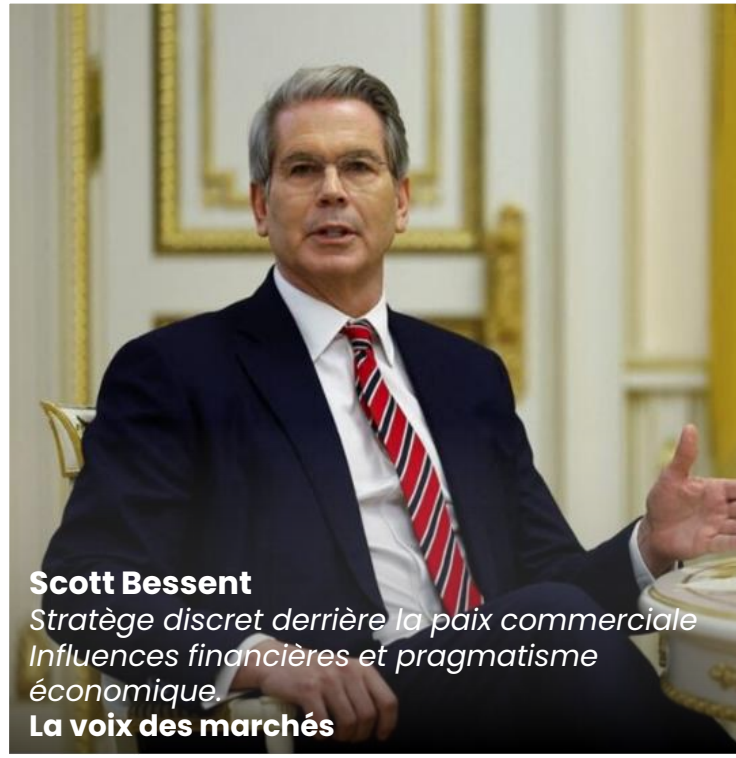 Scott Bessent
Stratège discret derrière la paix commerciale
Influences financières et pragmatisme
économique.
La voix des marchés